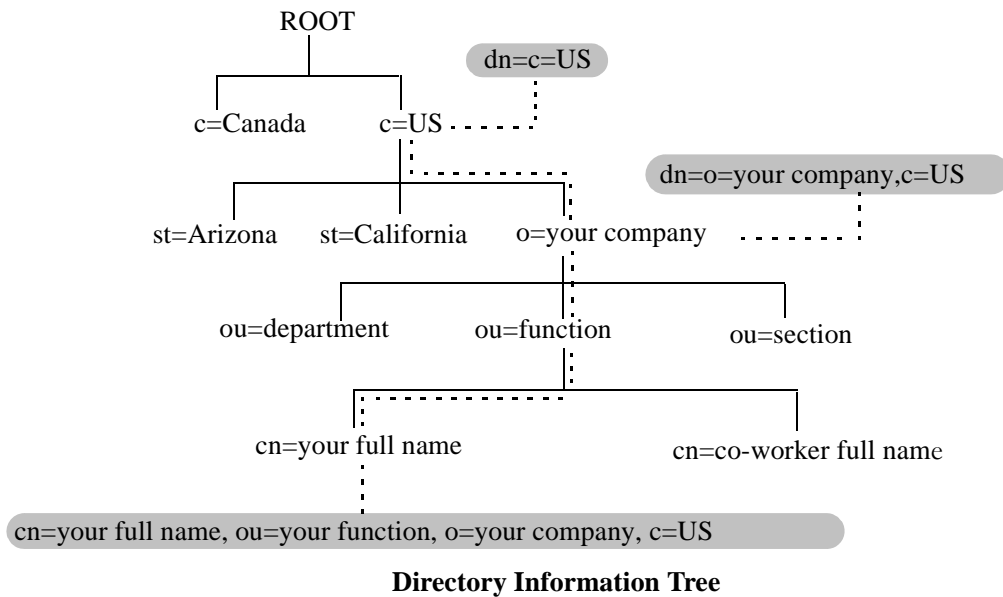 ROOT
dn=c=US
c=Canada
c=US
dn=o=your company,c=US
st=Arizona
st=California
o=your company
ou=department
ou=function
ou=section
cn=your full name
cn=co-worker full name
cn=your full name, ou=your function, o=your company, c=US
Directory Information Tree